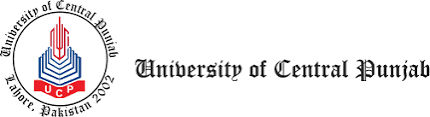 University of Central Punjab
UCP
Lahore, Pakistan 2002
University of Central Punjab